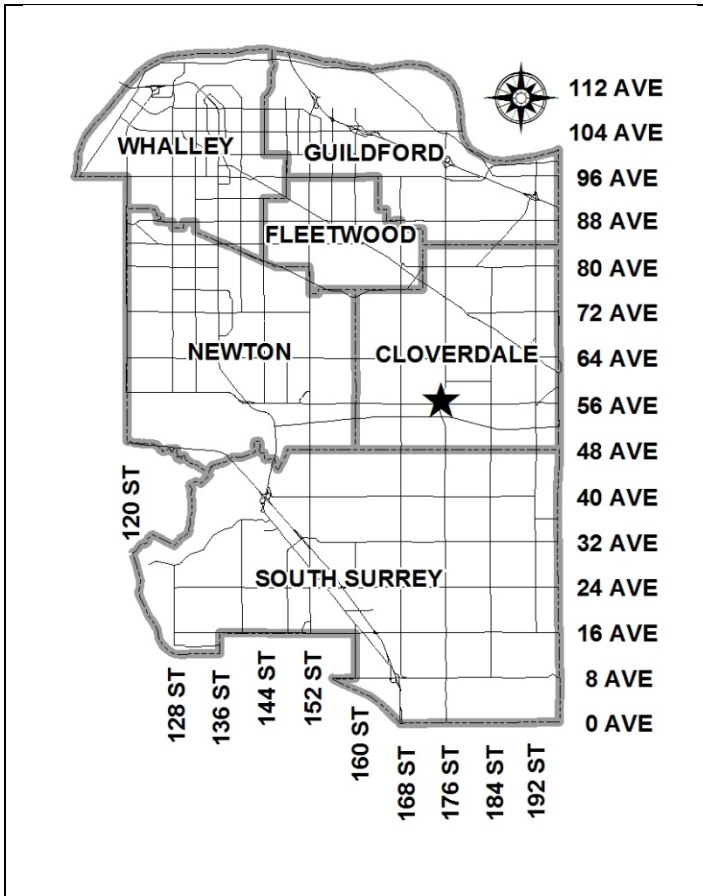 112 AVE
104 AVE
WHALLEY
GUILDFORD
96 AVE
88 AVE
FLEETWOOD
80 AVE
72 AVE
NEWTON
CLOVERDALE
64 AVE
56 AVE
48 AVE
120 ST
40 AVE
32 AVE
SOUTH SURREY
24 AVE
16 AVE
8 AVE
0 AVE
128 ST
136 ST
144 ST
152 ST
160 ST
168 ST
176 ST
184 ST
192 ST